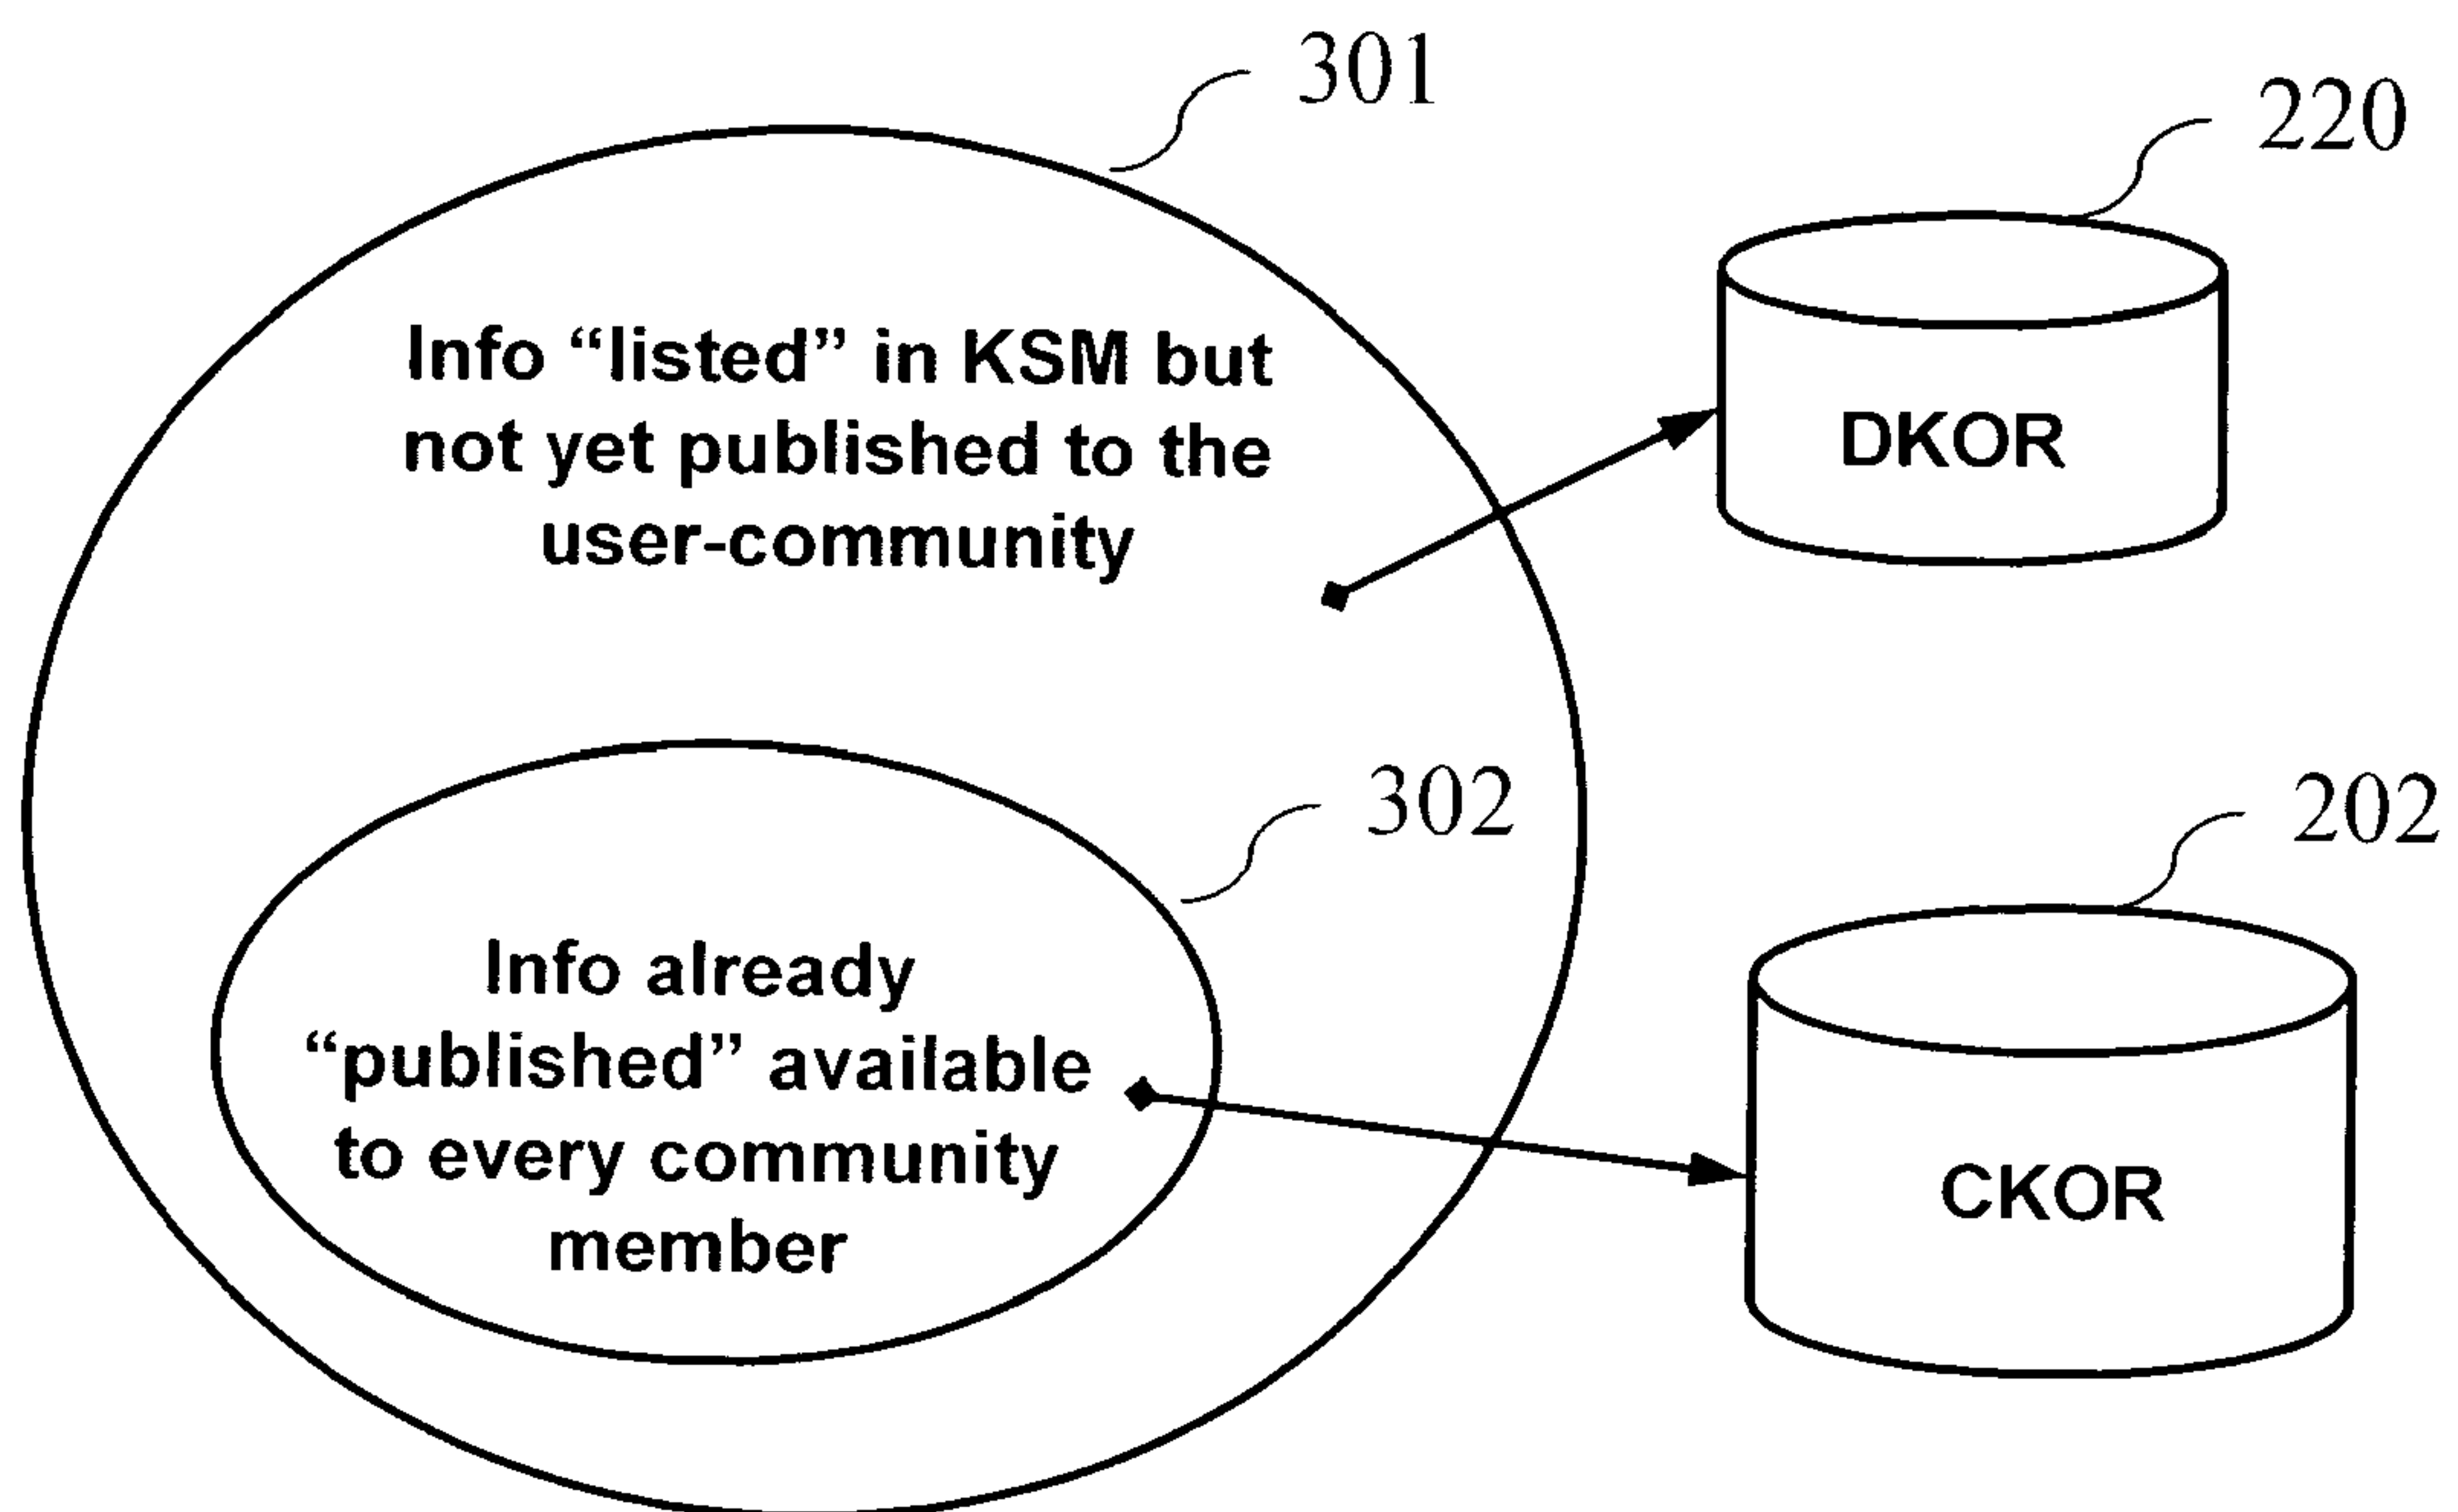 301
220
Info “listed” in KSM but
not yet published to the
user-community
DKOR
302
202
Info already
“published” available
to every community
member
CKOR